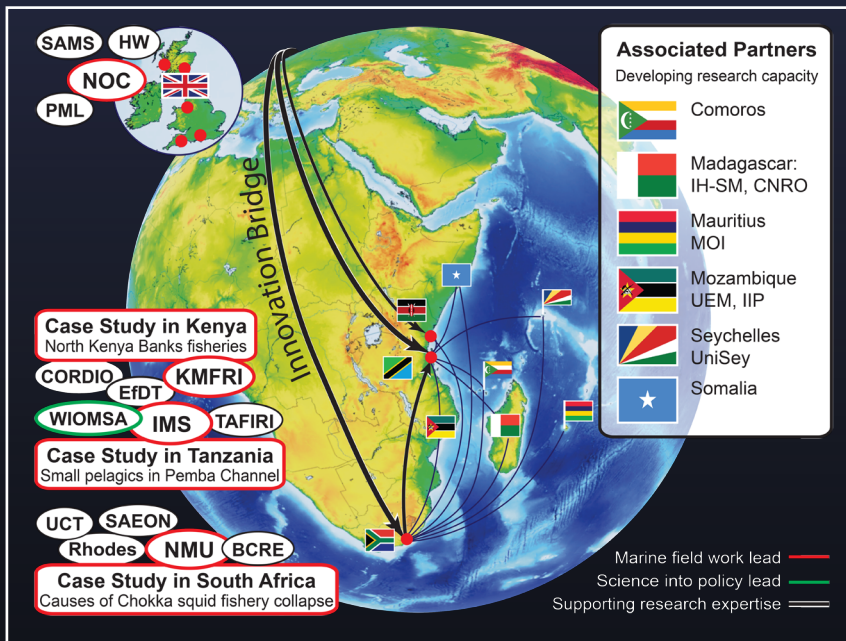 SAMS
HW
NOC
PML
Innovation Bridge
Associated Partners
Developing research capacity
Comoros
Madagascar:
IH-SM, CNRO
Mauritius
MOI
Mozambique
UEM, IIP
Seychelles
UniSey
Somalia
Case Study in Kenya
North Kenya Banks fisheries
CORDIO
KMFRI
EfDT
WIOMSA
IMS
TAFIRI
Case Study in Tanzania
Small pelagics in Pemba Channel
UCT
SAEON
Rhodes
NMU
BCRE
Case Study in South Africa
Causes of Chokka squid fishery collapse
Marine field work lead
Science into policy lead
Supporting research expertise